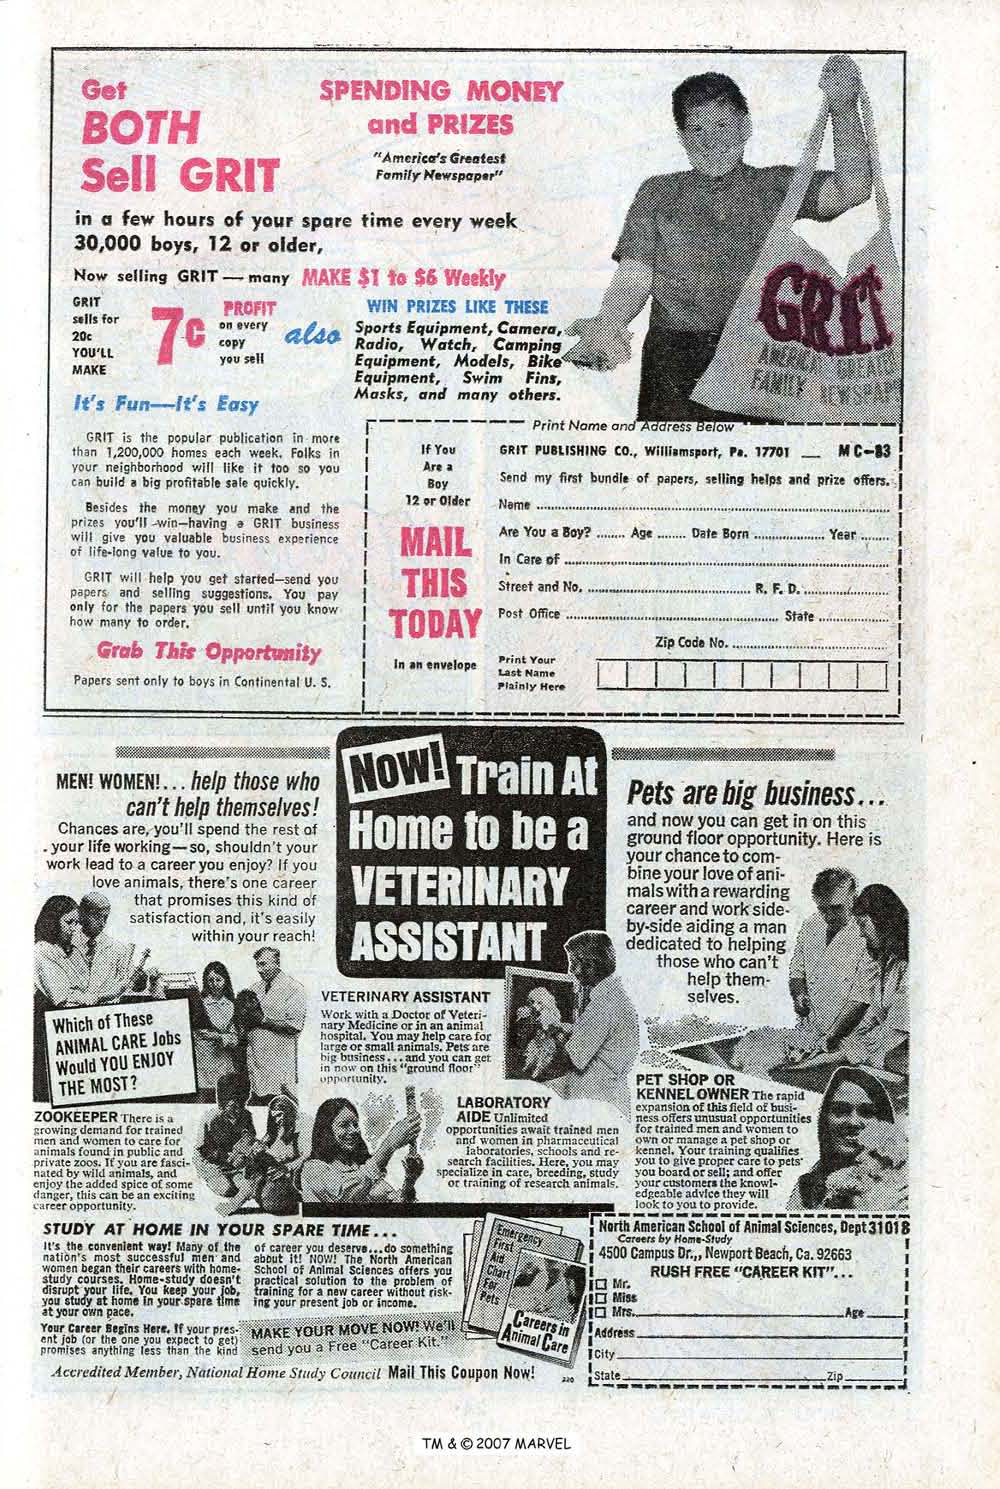 Get
BOTH
Sell GRIT
SPENDING MONEY
and PRIZES
"America's Greatest
Family Newspaper"
in a few hours of your spare time every week
30,000 boys, 12 or older,
Now selling GRIT — many MAKE $1 to $6 Weekly
GRIT
sells for
20c
YOU'LL
MAKE
7c
PROFIT
on every
copy
you sell
also
WIN PRIZES LIKE THESE
Sports Equipment, Camera,
Radio, Watch, Camping
Equipment, Models, Bike
Equipment, Swim Fins,
Masks, and many others.
GRIT
AMERICA'S GREATEST
FAMILY NEWSPAP
It's Fun—It's Easy
GRIT is the popular publication in more
than 1,200,000 homes each week. Folks in
your neighborhood will like it too so you
can build a big profitable sale quickly.
Besides the money you make and the
prizes you'll win—having a GRIT business
will give you valuable business experience
of life-long value to you.
GRIT will help you get started—send you
papers and selling suggestions. You pay
only for the papers you sell until you know
how many to order.
Grab This Opportunity
Papers sent only to boys in Continental U. S.
If You
Are a
Boy
12 or Older
MAIL
THIS
TODAY
In an envelope
Print Name and Address Below
GRIT PUBLISHING CO., Williamsport, Pa. 17701 __ MC-83
Send my first bundle of papers, selling helps and prize offers.
Name
Are You a Boy? ........ Age ........ Date Born .................. Year .......
In Care of
Street and No. ............ R. F. D. ............
Post Office ............ State ............
Zip Code No. ............
Print Your
Last Name
Plainly Here
MEN! WOMEN!... help those who
can't help themselves!
Chances are, you'll spend the rest of
your life working—so, shouldn't your
work lead to a career you enjoy? If you
love animals, there's one career
that promises this kind of
satisfaction and, it's easily
within your reach!
Now! Train At
Home to be a
VETERINARY
ASSISTANT
Pets are big business...
and now you can get in on this
ground floor opportunity. Here is
your chance to com-
bine your love of ani-
mals with a rewarding
career and work side-
by-side aiding a man
dedicated to helping
those who can't
help them-
selves.
Which of These
ANIMAL CARE Jobs
Would YOU ENJOY
THE MOST?
VETERINARY ASSISTANT
Work with a Doctor of Veteri-
nary Medicine or in an animal
hospital. You may help care for
large or small animals. Pets are
big business...and you can get
in now on this "ground floor"
opportunity.
ZOOKEEPER There is a
growing demand for trained
men and women to care for
animals found in public and
private zoos. If you are fasci-
nated by wild animals, and
enjoy the added spice of some
danger, this can be an exciting
career opportunity.
LABORATORY
AIDE Unlimited
opportunities await trained men
and women in pharmaceutical
laboratories, schools and re-
search facilities. Here, you may
specialize in care, breeding, study
or training of research animals.
PET SHOP OR
KENNEL OWNER The rapid
expansion of this field of busi-
ness offers unusual opportunities
for trained men and women to
own or manage a pet shop or
kennel. Your training qualifies
you to give proper care to pets
you board or sell; and offer
your customers the knowl-
edgeable advice they will
look to you to provide.
STUDY AT HOME IN YOUR SPARE TIME...
It's the convenient way! Many of the
nation's most successful men and
women began their careers with home-
study courses. Home-study doesn't
disrupt your life. You keep your job,
you study at home in your spare time
at your own pace.
Your Career Begins Here. If your pres-
ent job (or the one you expect to get)
promises anything less than the kind
of career you deserve...do something
about it! NOW! The North American
School of Animal Sciences offers you
practical solution to the problem of
training for a new career without risk-
ing your present job or income.
MAKE YOUR MOVE NOW! We'll
send you a Free "Career Kit."
Emergency
First
Aid
Chart
For
Pets
Careers in
Animal Care
Accredited Member, National Home Study Council Mail This Coupon Now!
220
North American School of Animal Sciences, Dept 31018
Careers by Home-Study
4500 Campus Dr., Newport Beach, Ca. 92663
RUSH FREE "CAREER KIT"...
Mr.
Miss
Mrs. ____ Age ____
Address
City
State ____ Zip ____
TM & © 2007 MARVEL